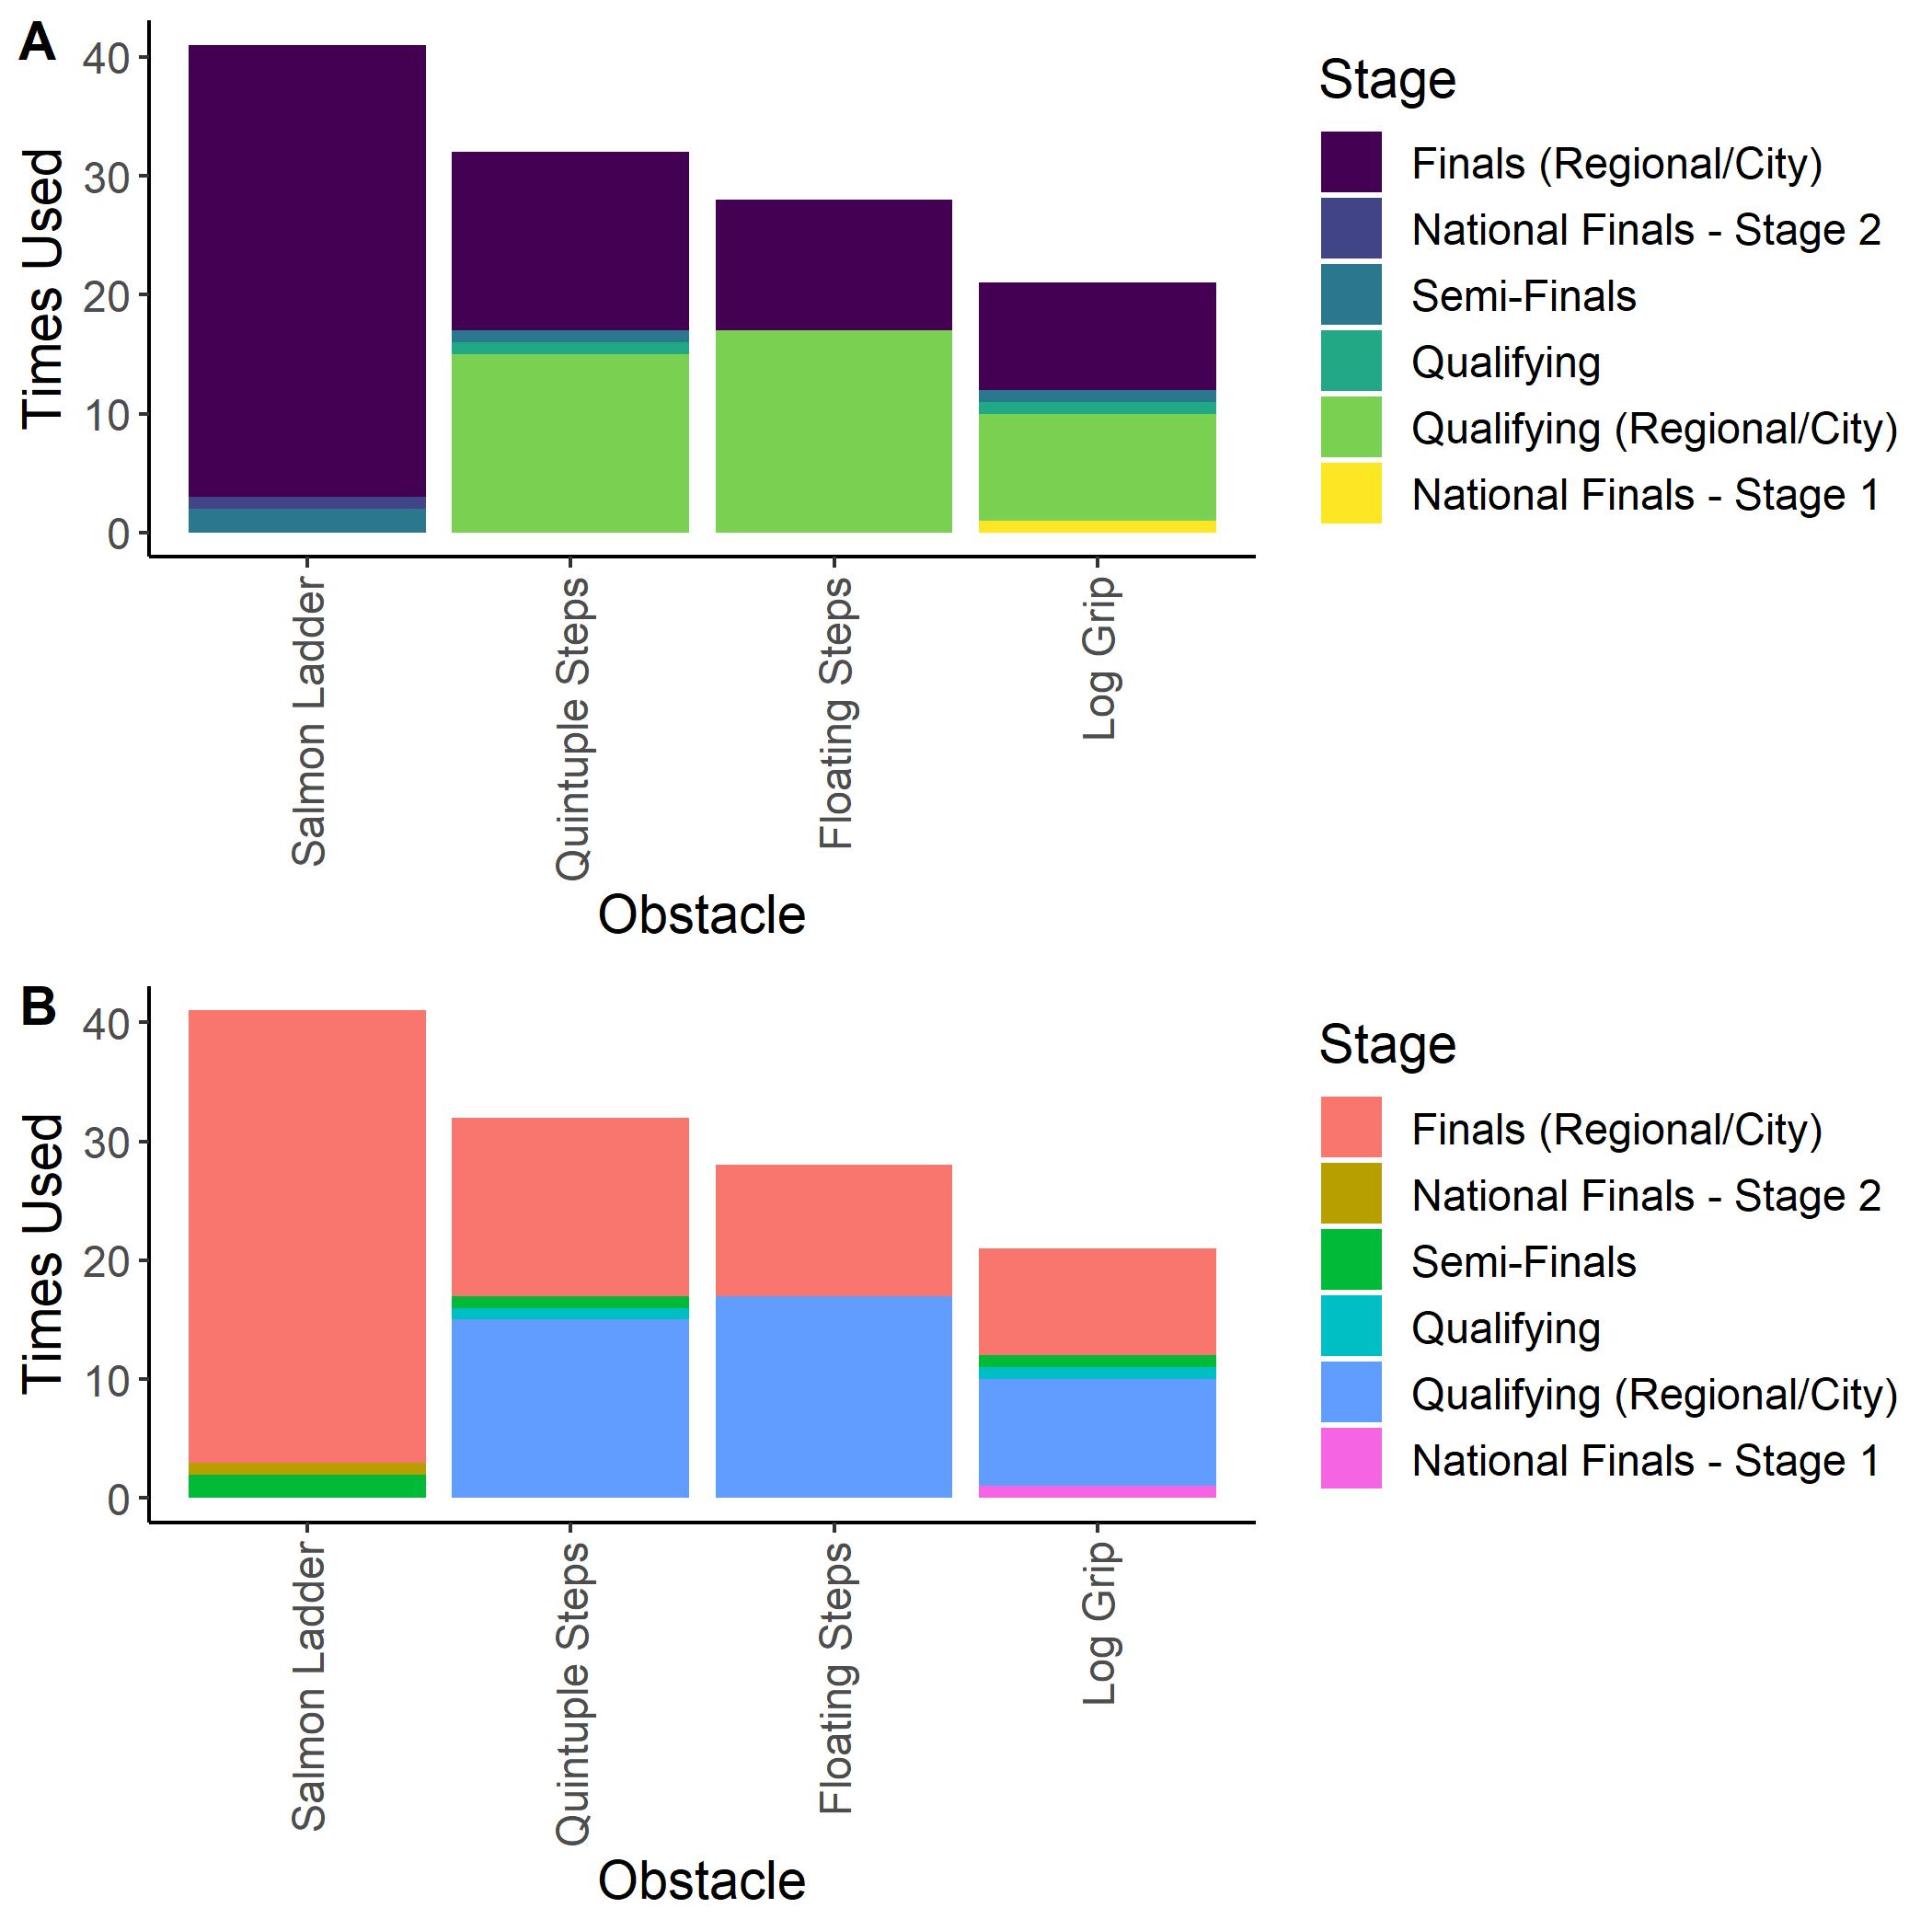 A
Times Used
40
30
20
10
0
Salmon Ladder
Quintuple Steps
Floating Steps
Log Grip
Obstacle
Stage
Finals (Regional/City)
National Finals - Stage 2
Semi-Finals
Qualifying
Qualifying (Regional/City)
National Finals - Stage 1
B
Times Used
40
30
20
10
0
Salmon Ladder
Quintuple Steps
Floating Steps
Log Grip
Obstacle
Stage
Finals (Regional/City)
National Finals - Stage 2
Semi-Finals
Qualifying
Qualifying (Regional/City)
National Finals - Stage 1